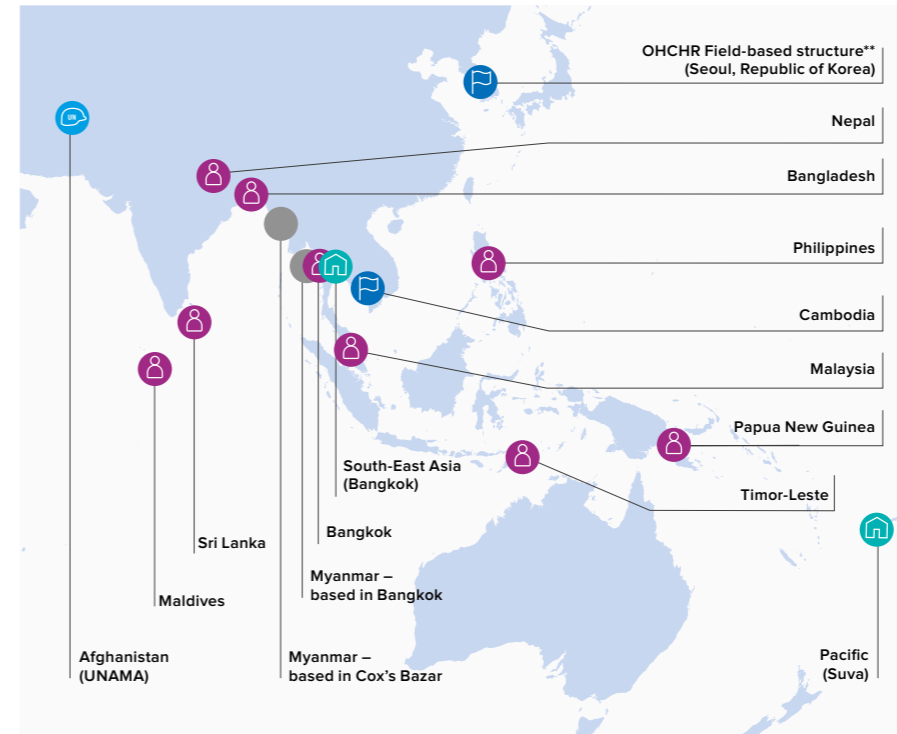 OHCHR Field-based structure**
(Seoul, Republic of Korea)
UN
Nepal
Bangladesh
Philippines
Cambodia
Malaysia
Papua New Guinea
South-East Asia
(Bangkok)
Timor-Leste
Bangkok
Sri Lanka
Myanmar –
based in Bangkok
Maldives
Afghanistan
(UNAMA)
Myanmar –
based in Cox's Bazar
Pacific
(Suva)